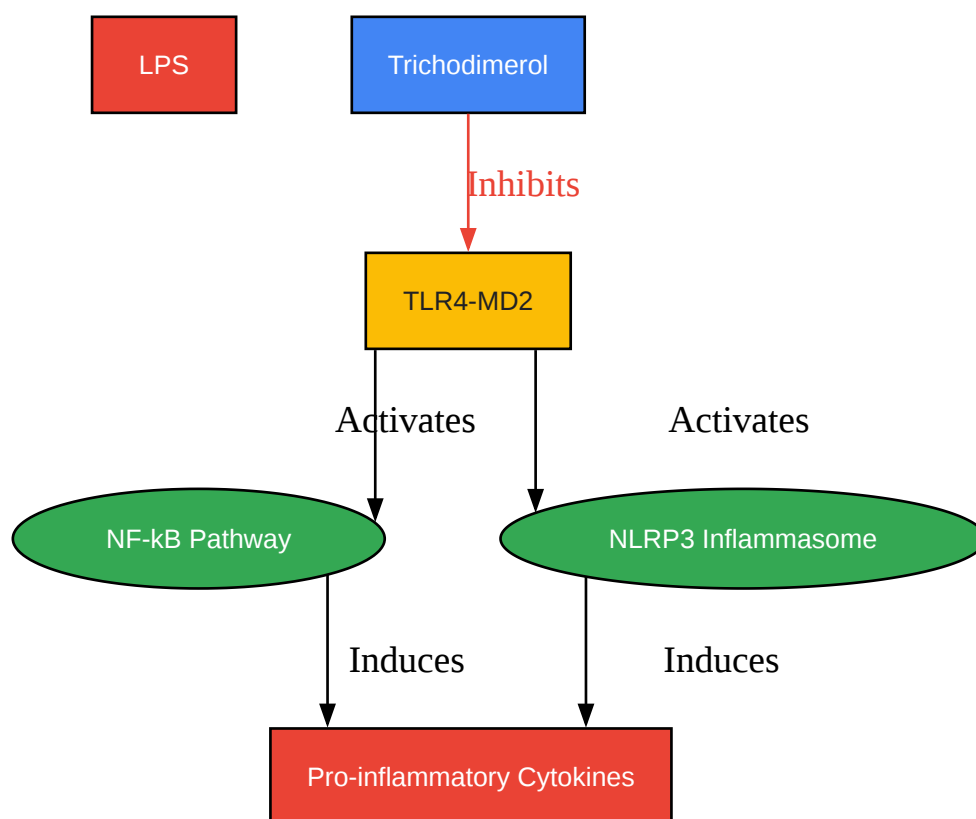 LPS
Trichodimerol
Inhibits
TLR4-MD2
Activates
Activates
NF-kB Pathway
NLRP3 Inflammasome
Induces
Induces
Pro-inflammatory Cytokines